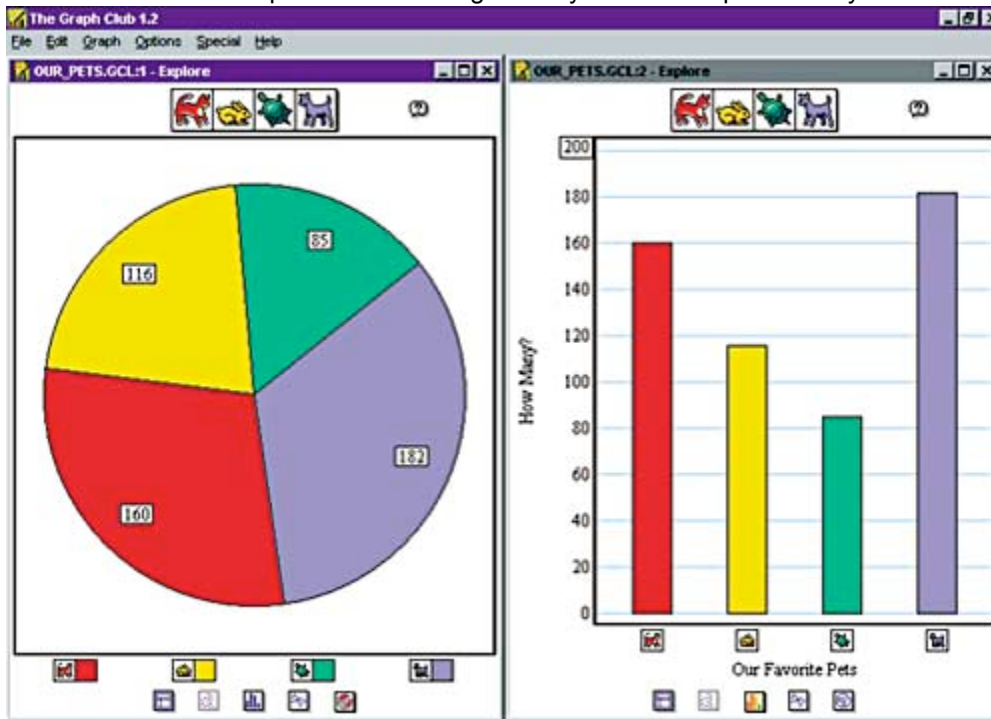 The Graph Club 1.2
File Edit Graph Options Special Help
OUR_PETS.GCL:1 - Explore
116
85
182
160
OUR_PETS.GCL:2 - Explore
200
180
160
140
120
100
80
60
40
20
0
How Many?
Our Favorite Pets